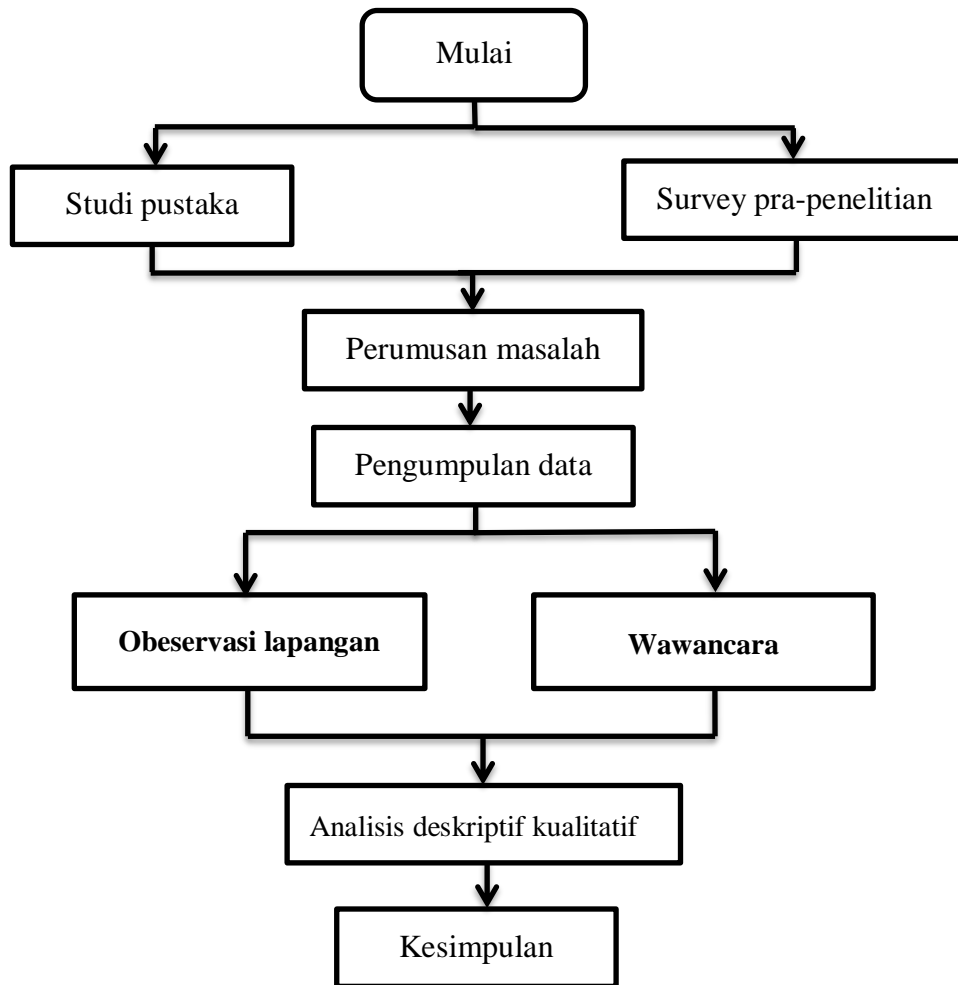 Mulai
Studi pustaka
Survey pra-penelitian
Perumusan masalah
Pengumpulan data
Obeservasi lapangan
Wawancara
Analisis deskriptif kualitatif
Kesimpulan